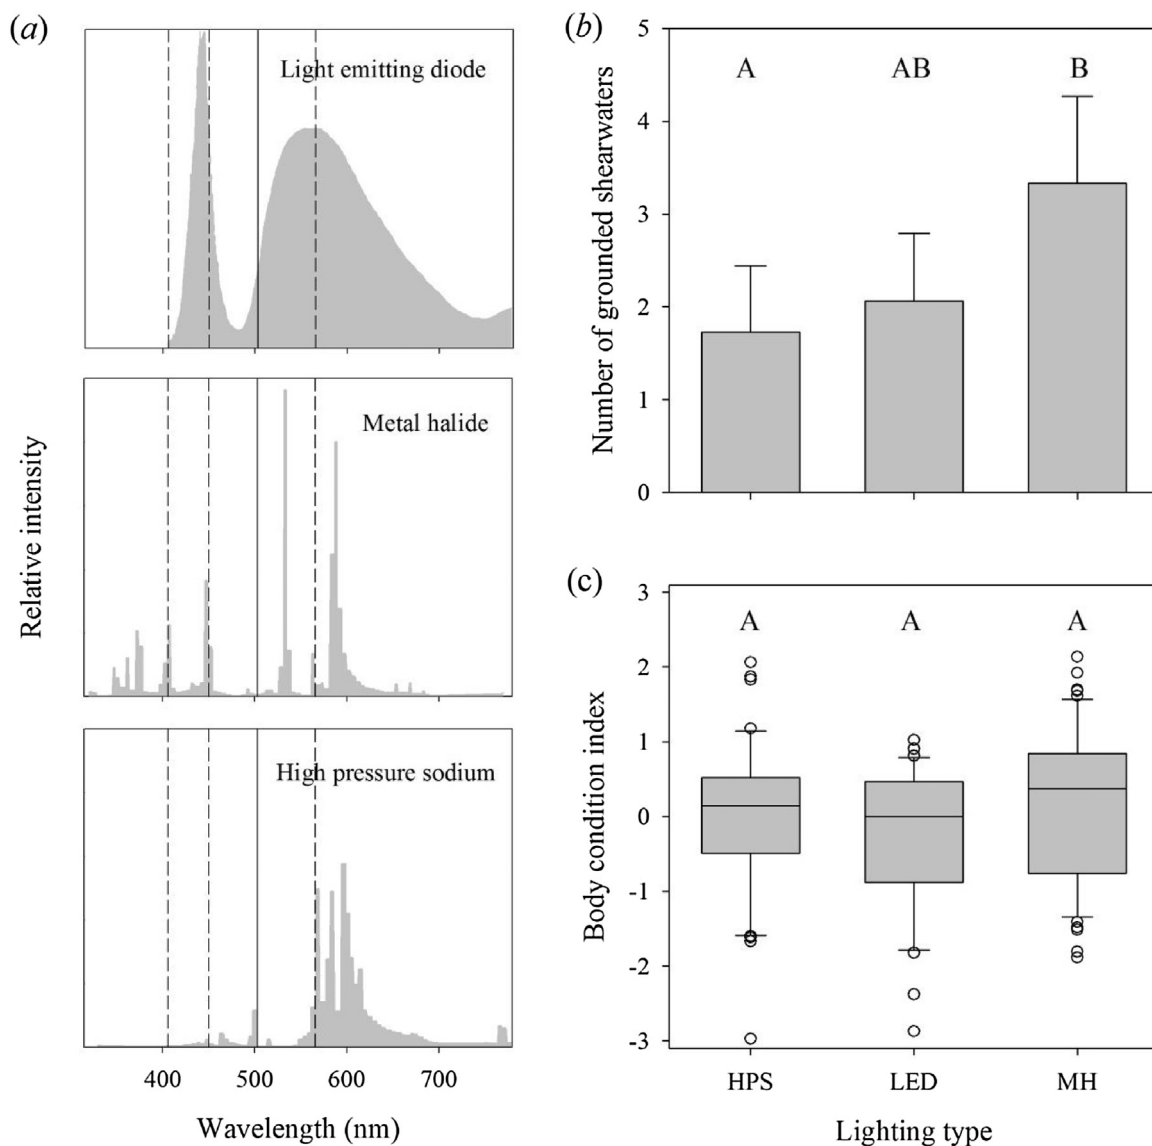 (a)
Light emitting diode
Metal halide
High pressure sodium
Relative intensity
400 500 600 700
Wavelength (nm)
(b)
Number of grounded shearwaters
5
4
3
2
1
0
A AB B
(c)
Body condition index
3
2
1
0
-1
-2
-3
A A A
HPS LED MH
Lighting type